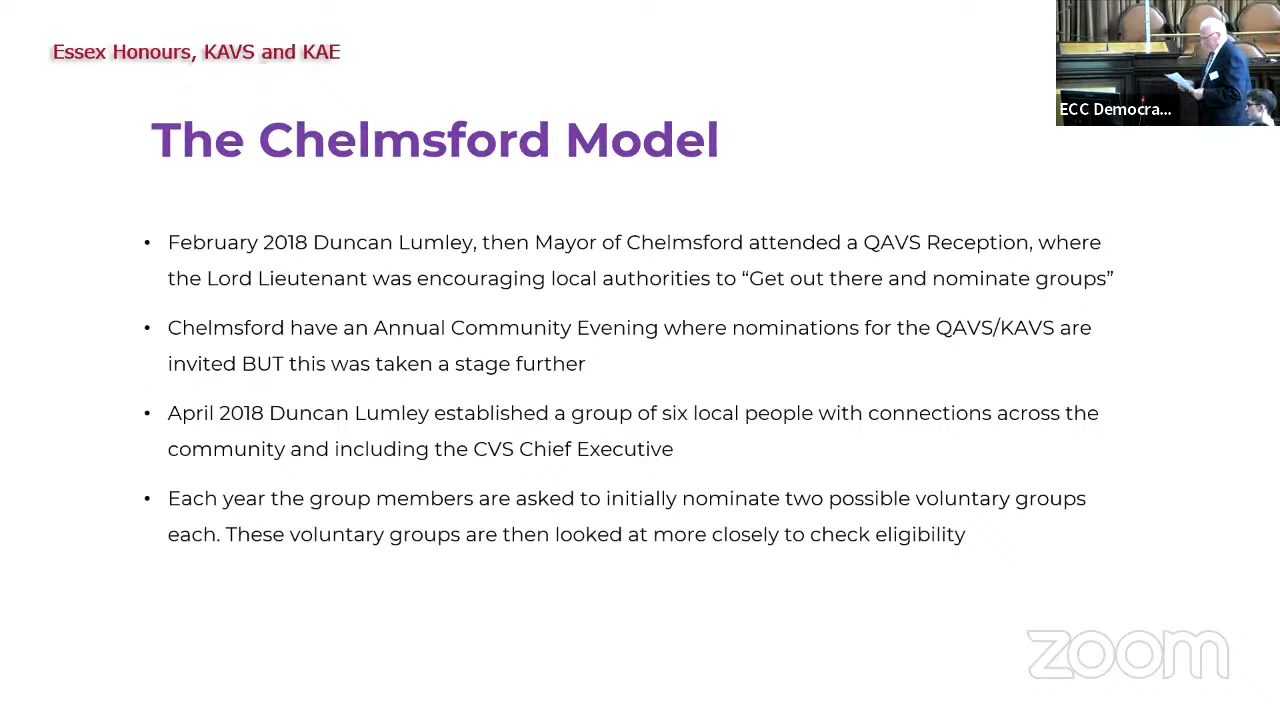 Essex Honours, KAVS and KAE
ECC Democra...
The Chelmsford Model
• February 2018 Duncan Lumley, then Mayor of Chelmsford attended a QAVS Reception, where
the Lord Lieutenant was encouraging local authorities to “Get out there and nominate groups”
• Chelmsford have an Annual Community Evening where nominations for the QAVS/KAVS are
invited BUT this was taken a stage further
• April 2018 Duncan Lumley established a group of six local people with connections across the
community and including the CVS Chief Executive
• Each year the group members are asked to initially nominate two possible voluntary groups
each. These voluntary groups are then looked at more closely to check eligibility
zoom